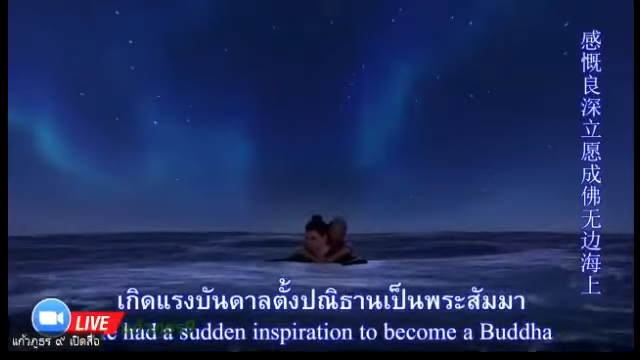 感慨良深立愿成佛无边海上
เกิดแรงบันดาลตั้งปณิธานเป็นพระสัมมา
had a sudden inspiration to become a Buddha
LIVE
แก้วภูธร ๙ เปิดสื่อ